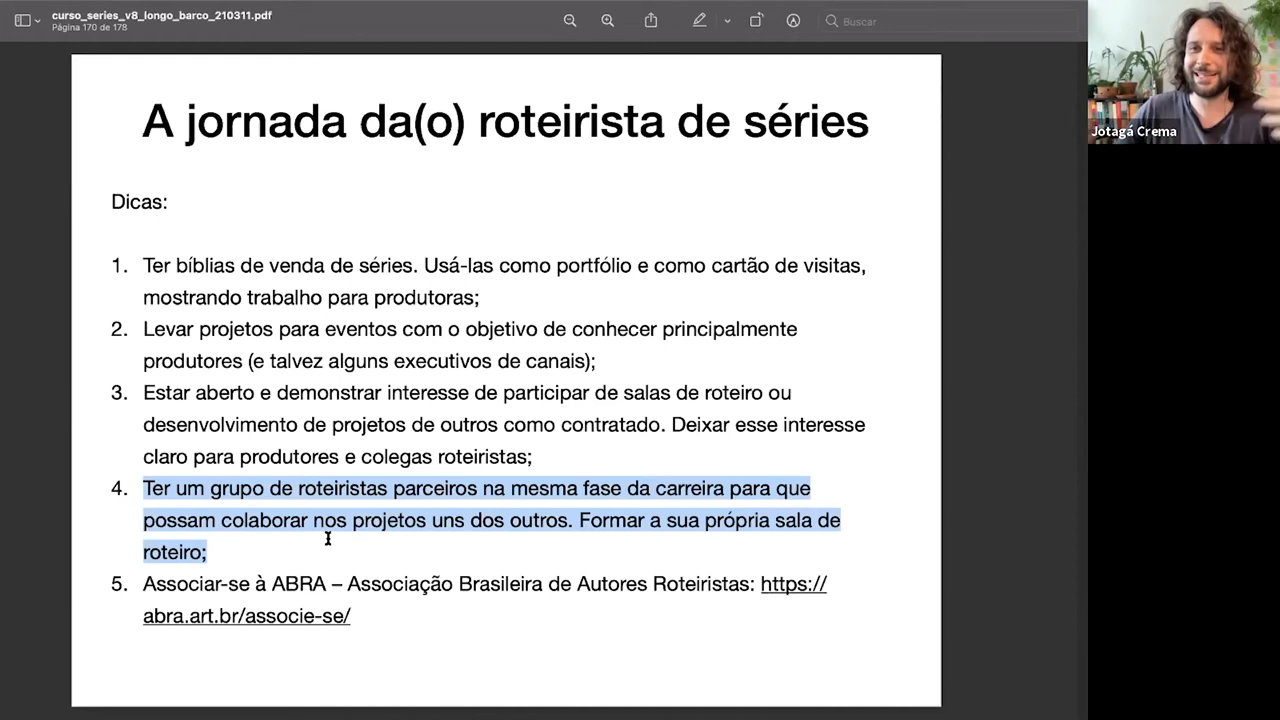 curso_series_v8_longo_barco_210311.pdf
Página 170 de 178
Buscar
Jotagá Crema
A jornada da(o) roteirista de séries
Dicas:
1. Ter bíblias de venda de séries. Usá-las como portfólio e como cartão de visitas,
mostrando trabalho para produtoras;
2. Levar projetos para eventos com o objetivo de conhecer principalmente
produtores (e talvez alguns executivos de canais);
3. Estar aberto e demonstrar interesse de participar de salas de roteiro ou
desenvolvimento de projetos de outros como contratado. Deixar esse interesse
claro para produtores e colegas roteiristas;
4. Ter um grupo de roteiristas parceiros na mesma fase da carreira para que
possam colaborar nos projetos uns dos outros. Formar a sua própria sala de
roteiro;
5. Associar-se à ABRA – Associação Brasileira de Autores Roteiristas: https://
abra.art.br/associe-se/